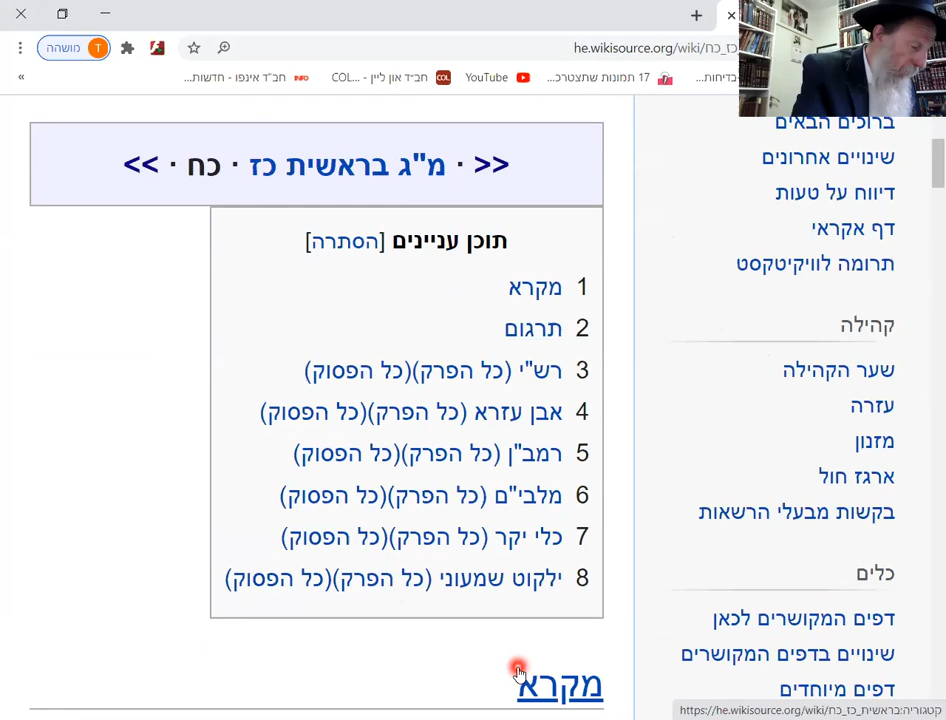 מושהה
T
he.wikisource.org/wiki/כז_כח
בדיחות...
17 תמונות שתצטרכ...
YouTube
חב"ד און ליין - COL...
COL
חב"ד אינפו - חדשות...
INFO
»
<< · מ"ג בראשית כז · כח · >>
תוכן עניינים [הסתרה]
1 מקרא
2 תרגום
3 רש"י (כל הפרק)(כל הפסוק)
4 אבן עזרא (כל הפרק)(כל הפסוק)
5 רמב"ן (כל הפרק)(כל הפסוק)
6 מלבי"ם (כל הפרק)(כל הפסוק)
7 כלי יקר (כל הפרק)(כל הפסוק)
8 ילקוט שמעוני (כל הפרק)(כל הפסוק)
מקרא
ברוכים הבאים
שינויים אחרונים
דיווח על טעות
דף אקראי
תרומה לוויקיטקסט
קהילה
שער הקהילה
עזרה
מזנון
ארגז חול
בקשות מבעלי הרשאות
כלים
דפים המקושרים לכאן
שינויים בדפים המקושרים
דפים מיוחדים
https://he.wikisource.org/wiki/קטגוריה:בראשית_כז_כח